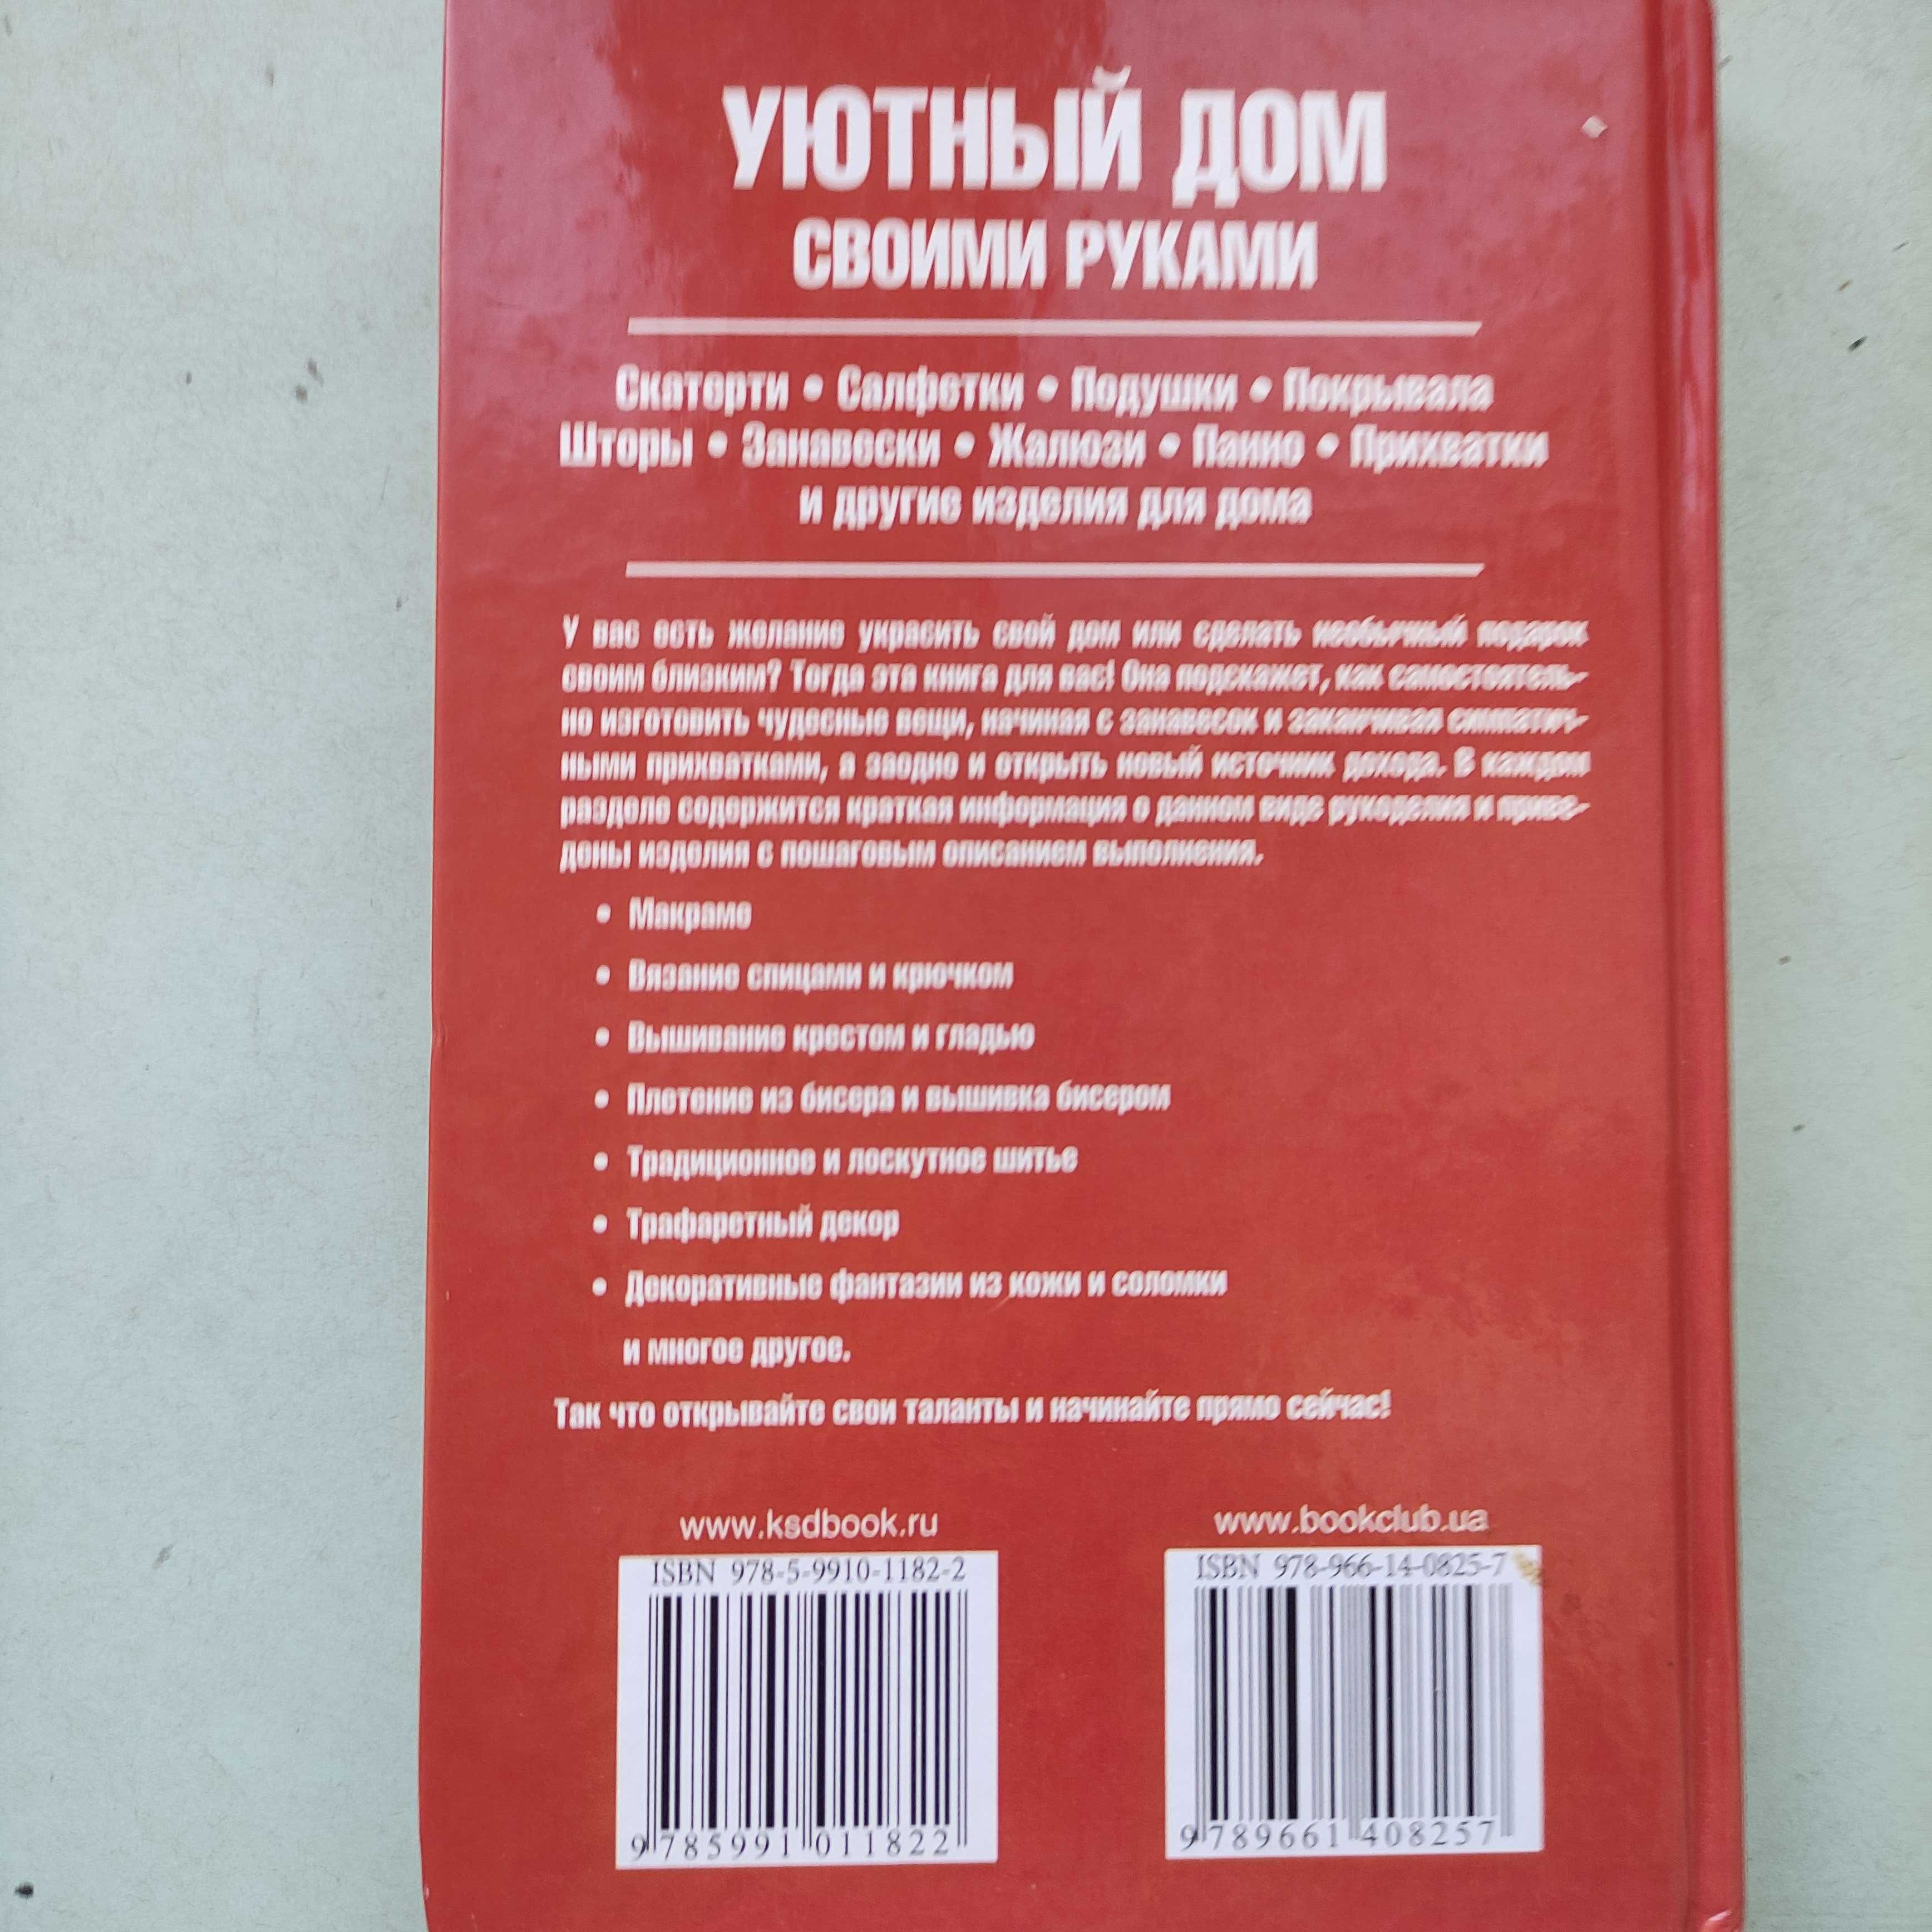 УЮТНЫЙ ДОМ
СВОИМИ РУКАМИ
Скатерти • Салфетки • Подушки • Покрывала
Шторы • Занавески • Жалюзи • Панно • Прихватки
и другие изделия для дома
У вас есть желание украсить свой дом или сделать необычный подарок
своим близким? Тогда эта книга для вас! Она подскажет, как самостоятель-
но изготовить чудесные вещи, начиная с занавесок и заканчивая симпатич-
ными прихватками, а заодно и открыть новый источник дохода. В каждом
разделе содержится краткая информация о данном виде рукоделия и приве-
дены изделия с пошаговым описанием выполнения.
• Макраме
• Вязание спицами и крючком
• Вышивание крестом и гладью
• Плетение из бисера и вышивка бисером
• Традиционное и лоскутное шитье
• Трафаретный декор
• Декоративные фантазии из кожи и соломки
и многое другое.
Так что открывайте свои таланты и начинайте прямо сейчас!
www.ksdbook.ru
ISBN 978-5-9910-1182-2
9 785991 011822
www.bookclub.ua
ISBN 978-966-14-0825-7
9 789661 408257